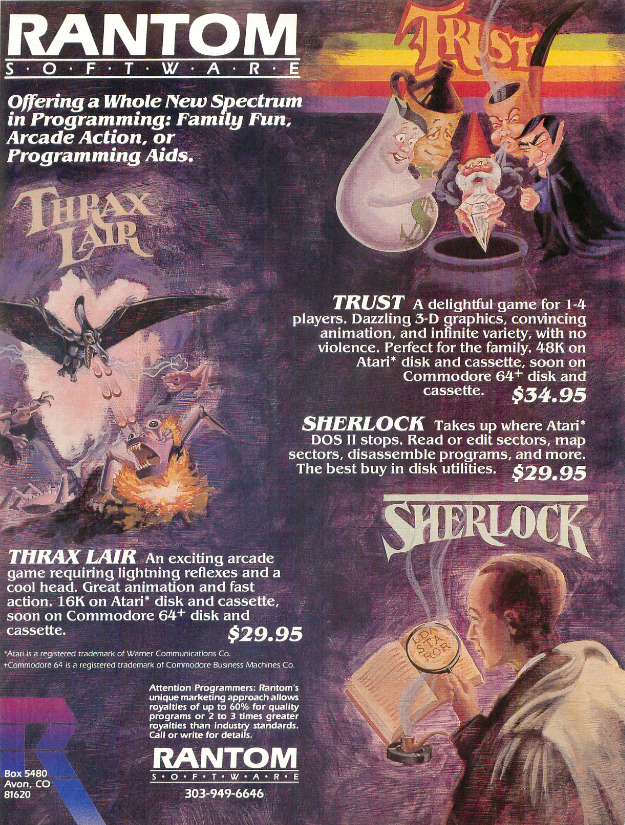 RANTOM
S·O·F·T·W·A·R·E
Offering a Whole New Spectrum
in Programming: Family Fun,
Arcade Action, or
Programming Aids.
TRUST
THRAX
LAIR
TRUST A delightful game for 1-4
players. Dazzling 3-D graphics, convincing
animation, and infinite variety, with no
violence. Perfect for the family. 48K on
Atari* disk and cassette, soon on
Commodore 64+ disk and
cassette. $34.95
SHERLOCK Takes up where Atari*
DOS II stops. Read or edit sectors, map
sectors, disassemble programs, and more.
The best buy in disk utilities. $29.95
SHERLOCK
THRAX LAIR An exciting arcade
game requiring lightning reflexes and a
cool head. Great animation and fast
action. 16K on Atari* disk and cassette,
soon on Commodore 64+ disk and
cassette. $29.95
*Atari is a registered trademark of Warner Communications Co.
+Commodore 64 is a registered trademark of Commodore Business Machines Co.
Attention Programmers: Rantom's
unique marketing approach allows
royalties of up to 60% for quality
programs or 2 to 3 times greater
royalties than industry standards.
Call or write for details.
RANTOM
S·O·F·T·W·A·R·E
303-949-6646
Box 5480
Avon, CO
81620
R